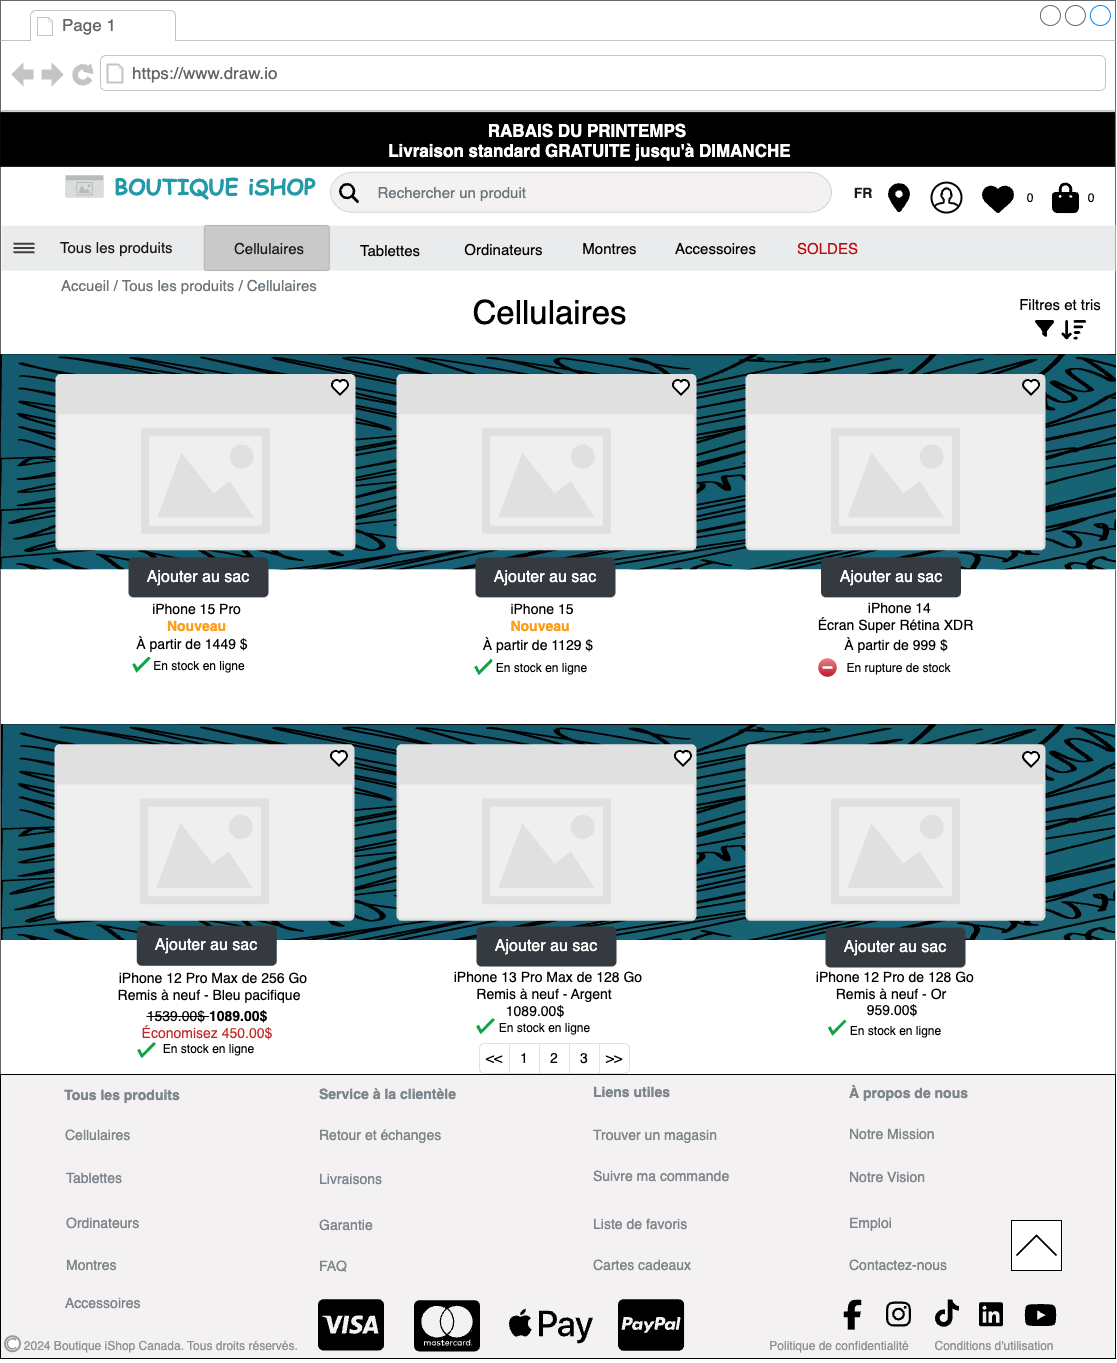 Page 1
https://www.draw.io
RABAIS DU PRINTEMPS
Livraison standard GRATUITE jusqu'à DIMANCHE
BOUTIQUE iSHOP
Rechercher un produit
FR
0
0
Tous les produits
Cellulaires
Tablettes
Ordinateurs
Montres
Accessoires
SOLDES
Accueil / Tous les produits / Cellulaires
Cellulaires
Filtres et tris
Ajouter au sac
iPhone 15 Pro
Nouveau
À partir de 1449 $
En stock en ligne
Ajouter au sac
iPhone 15
Nouveau
À partir de 1129 $
En stock en ligne
Ajouter au sac
iPhone 14
Écran Super Rétina XDR
À partir de 999 $
En rupture de stock
Ajouter au sac
iPhone 12 Pro Max de 256 Go
Remis à neuf - Bleu pacifique
1539.00$ 1089.00$
Économisez 450.00$
En stock en ligne
Ajouter au sac
iPhone 13 Pro Max de 128 Go
Remis à neuf - Argent
1089.00$
En stock en ligne
Ajouter au sac
iPhone 12 Pro de 128 Go
Remis à neuf - Or
959.00$
En stock en ligne
<< 1 2 3 >>
Tous les produits
Cellulaires
Tablettes
Ordinateurs
Montres
Accessoires
Service à la clientèle
Retour et échanges
Livraisons
Garantie
FAQ
Liens utiles
Trouver un magasin
Suivre ma commande
Liste de favoris
Cartes cadeaux
À propos de nous
Notre Mission
Notre Vision
Emploi
Contactez-nous
VISA
mastercard.
Pay
PayPal
© 2024 Boutique iShop Canada. Tous droits réservés.
Politique de confidentialité
Conditions d'utilisation